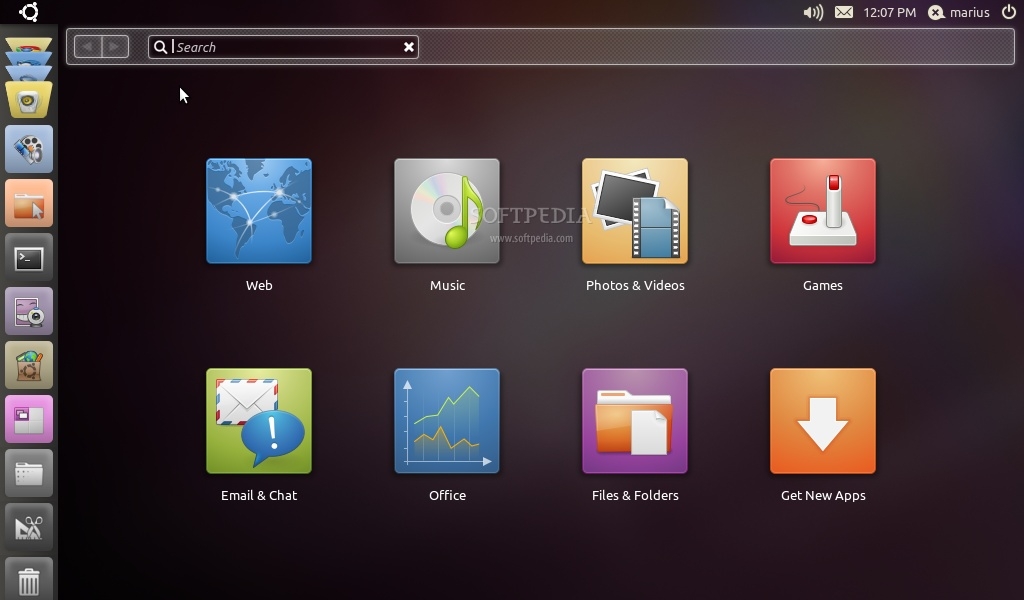 12:07 PM marius
Search
SOFTPEDIA
www.softpedia.com
Web Music Photos & Videos Games
Email & Chat Office Files & Folders Get New Apps